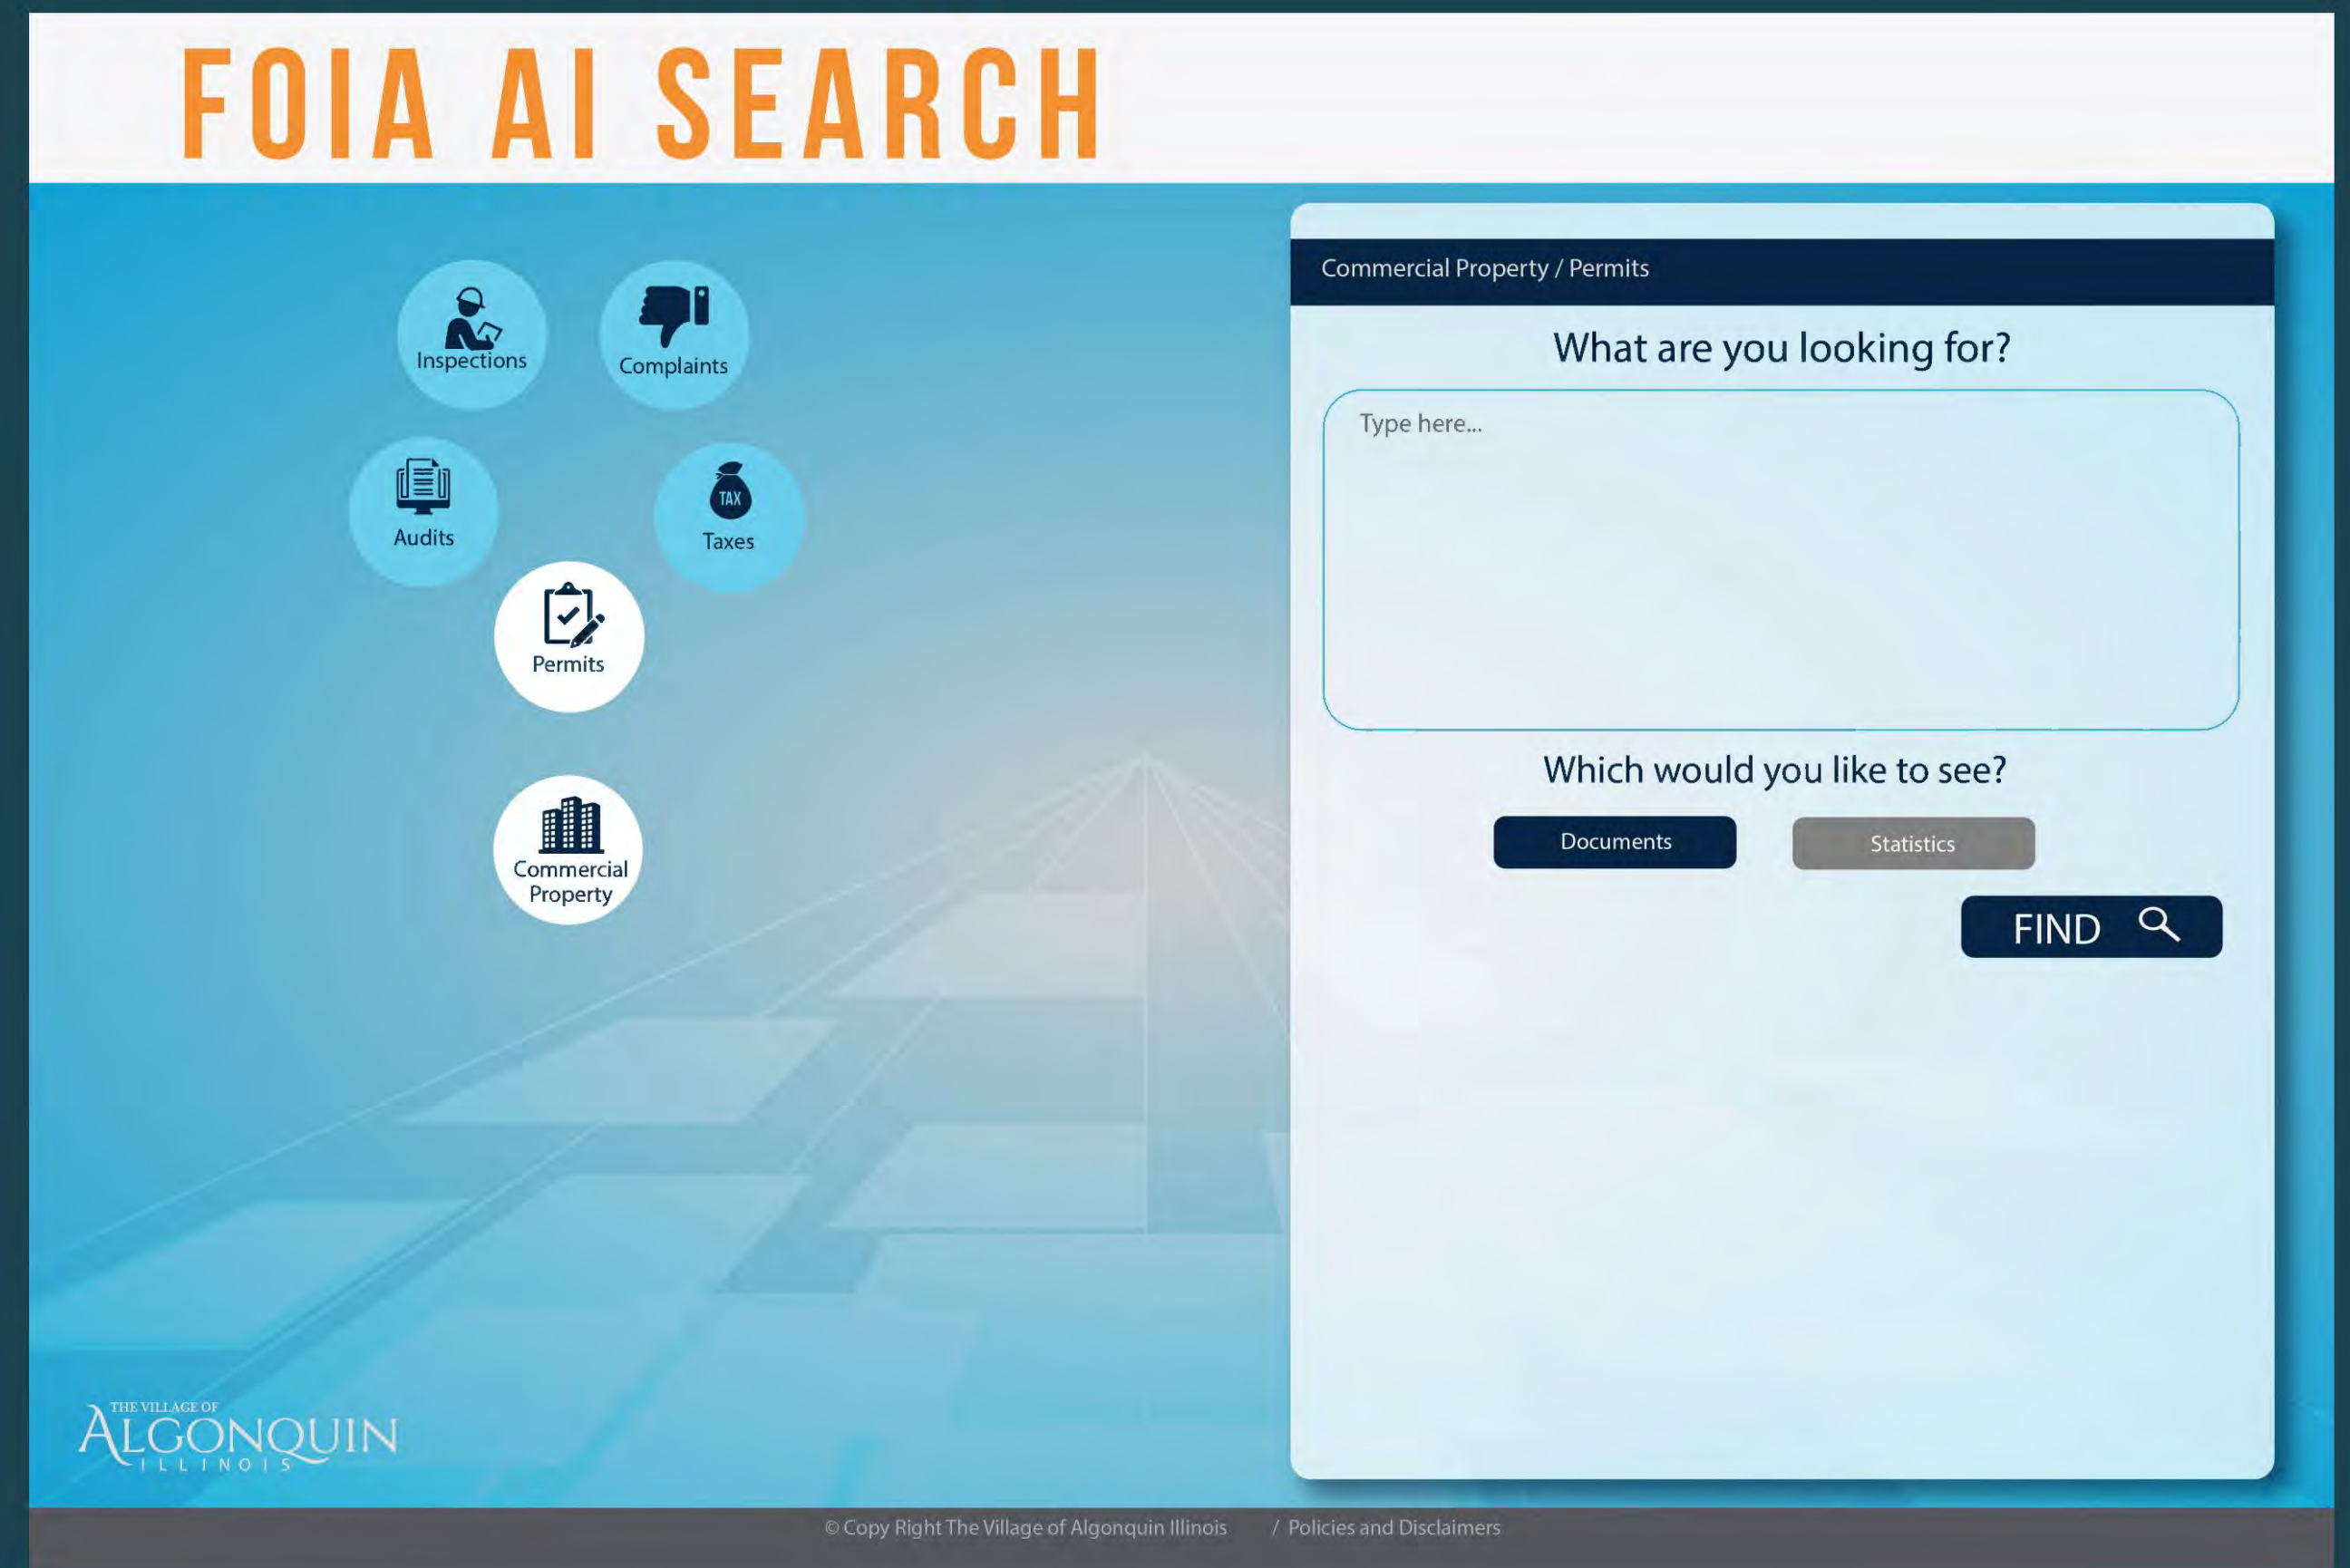 FOIA AI SEARCH
Inspections
Complaints
Audits
TAX
Taxes
Permits
Commercial
Property
Commercial Property / Permits
What are you looking for?
Type here...
Which would you like to see?
Documents
Statistics
FIND
THE VILLAGE OF
ALGONQUIN
ILLINOIS
© Copy Right The Village of Algonquin Illinois / Policies and Disclaimers